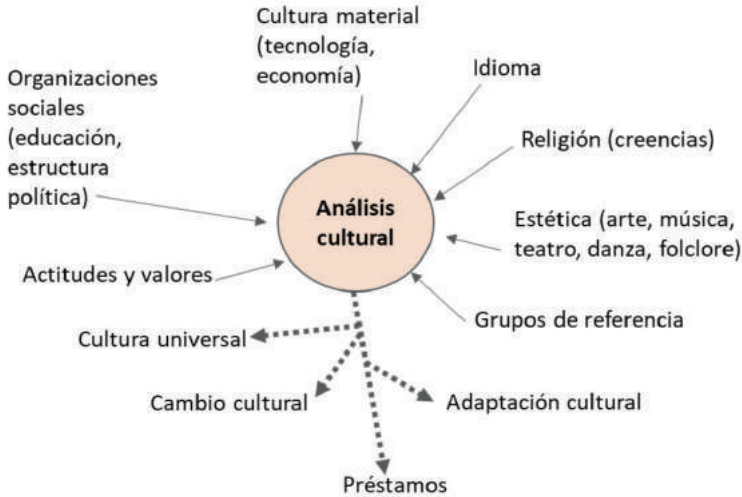 Cultura material
(tecnología,
economía)
Idioma
Organizaciones
sociales
(educación,
estructura
política)
Religión (creencias)
Análisis
cultural
Estética (arte, música,
teatro, danza, folclore)
Actitudes y valores
Grupos de referencia
Cultura universal
Cambio cultural
Adaptación cultural
Préstamos